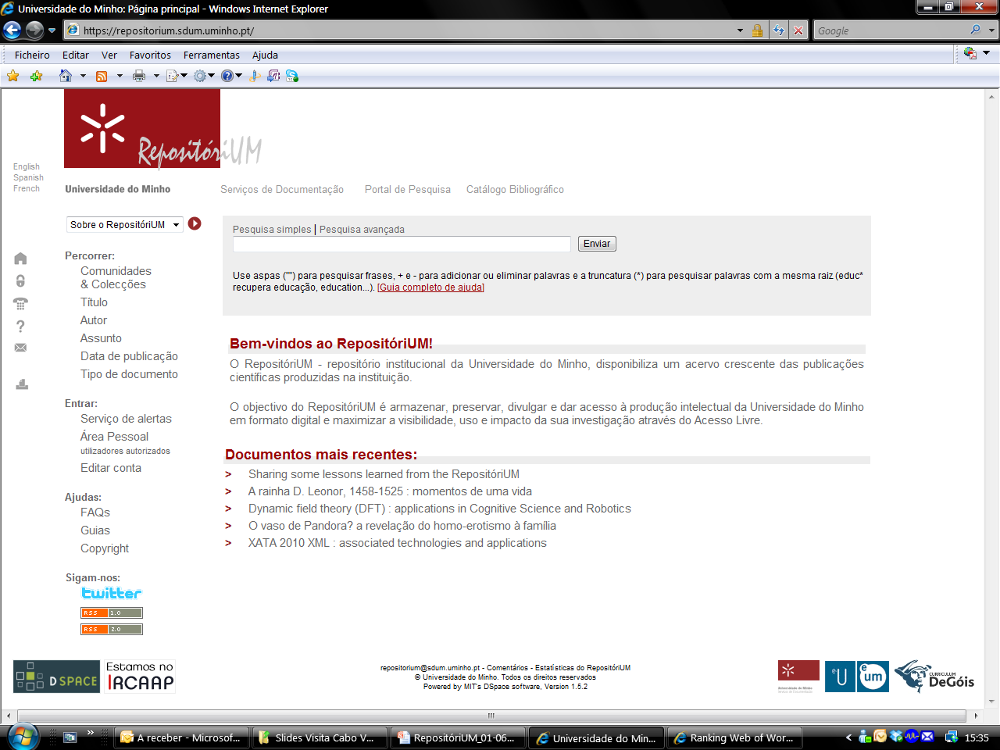 Universidade do Minho: Página principal - Windows Internet Explorer
https://repositorium.sdum.uminho.pt/
Google
Ficheiro Editar Ver Favoritos Ferramentas Ajuda
RepositóriUM
English
Spanish
French
Universidade do Minho
Serviços de Documentação Portal de Pesquisa Catálogo Bibliográfico
Sobre o RepositóriUM
Pesquisa simples | Pesquisa avançada
Enviar
Use aspas ("") para pesquisar frases, + e - para adicionar ou eliminar palavras e a truncatura (*) para pesquisar palavras com a mesma raiz (educ*
recupera educação, education...). [Guia completo de ajuda]
Percorrer:
Comunidades
& Colecções
Título
Autor
Assunto
Data de publicação
Tipo de documento
Entrar:
Serviço de alertas
Área Pessoal
utilizadores autorizados
Editar conta
Ajudas:
FAQs
Guias
Copyright
Sigam-nos:
twitter
RSS 1.0
RSS 2.0
Bem-vindos ao RepositóriUM!
O RepositóriUM - repositório institucional da Universidade do Minho, disponibiliza um acervo crescente das publicações
científicas produzidas na instituição.
O objectivo do RepositóriUM é armazenar, preservar, divulgar e dar acesso à produção intelectual da Universidade do Minho
em formato digital e maximizar a visibilidade, uso e impacto da sua investigação através do Acesso Livre.
Documentos mais recentes:
> Sharing some lessons learned from the RepositóriUM
> A rainha D. Leonor, 1458-1525 : momentos de uma vida
> Dynamic field theory (DFT) : applications in Cognitive Science and Robotics
> O vaso de Pandora? a revelação do homo-erotismo à família
> XATA 2010 XML : associated technologies and applications
DSPACE
Estamos no
RCAAP
repositorium@sdum.uminho.pt - Comentários - Estatísticas do RepositóriUM
© Universidade do Minho. Todos os direitos reservados
Powered by MIT's DSpace software, Version 1.5.2
Universidade do Minho
Serviços de Documentação
e U
e um
CURRICULUM
DeGóis
A receber - Microsof...
Slides Visita Cabo V...
RepositóriUM_01-06...
Universidade do Min...
Ranking Web of Wor...
15:35